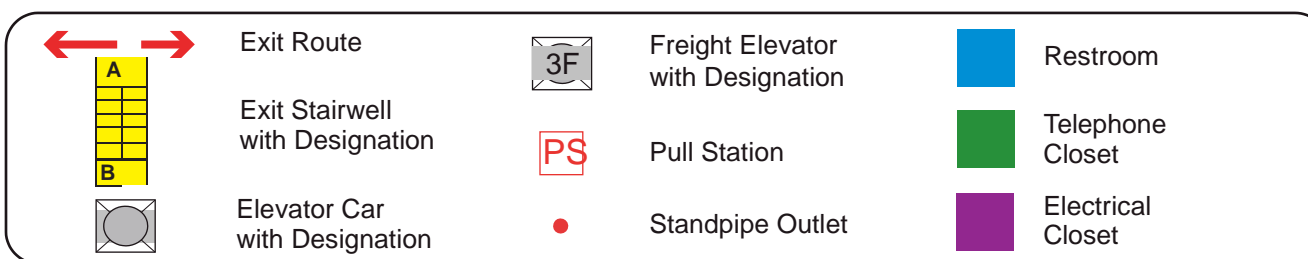 Exit Route
A
B
Exit Stairwell
with Designation
Elevator Car
with Designation
3F
Freight Elevator
with Designation
PS
Pull Station
Standpipe Outlet
Restroom
Telephone
Closet
Electrical
Closet